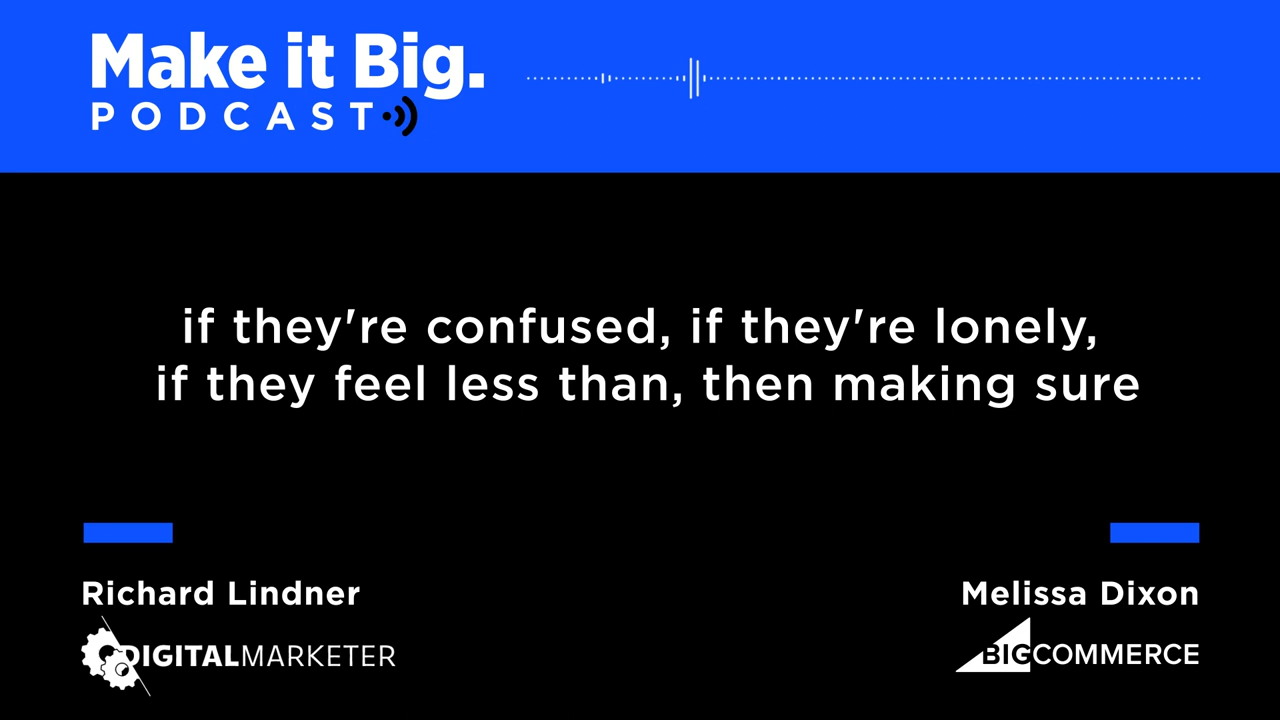 Make it Big.
PODCAST
if they're confused, if they're lonely,
if they feel less than, then making sure
Richard Lindner
DIGITALMARKETER
Melissa Dixon
BIGCOMMERCE